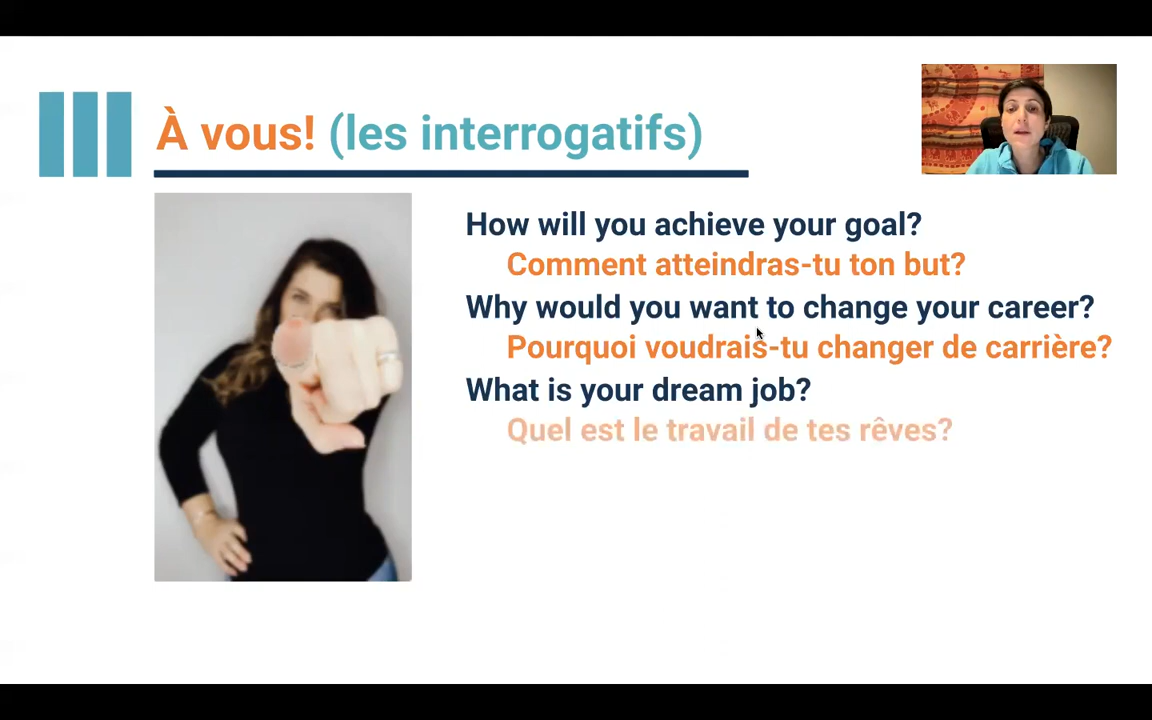 À vous! (les interrogatifs)
How will you achieve your goal?
Comment atteindras-tu ton but?
Why would you want to change your career?
Pourquoi voudrais-tu changer de carrière?
What is your dream job?
Quel est le travail de tes rêves?